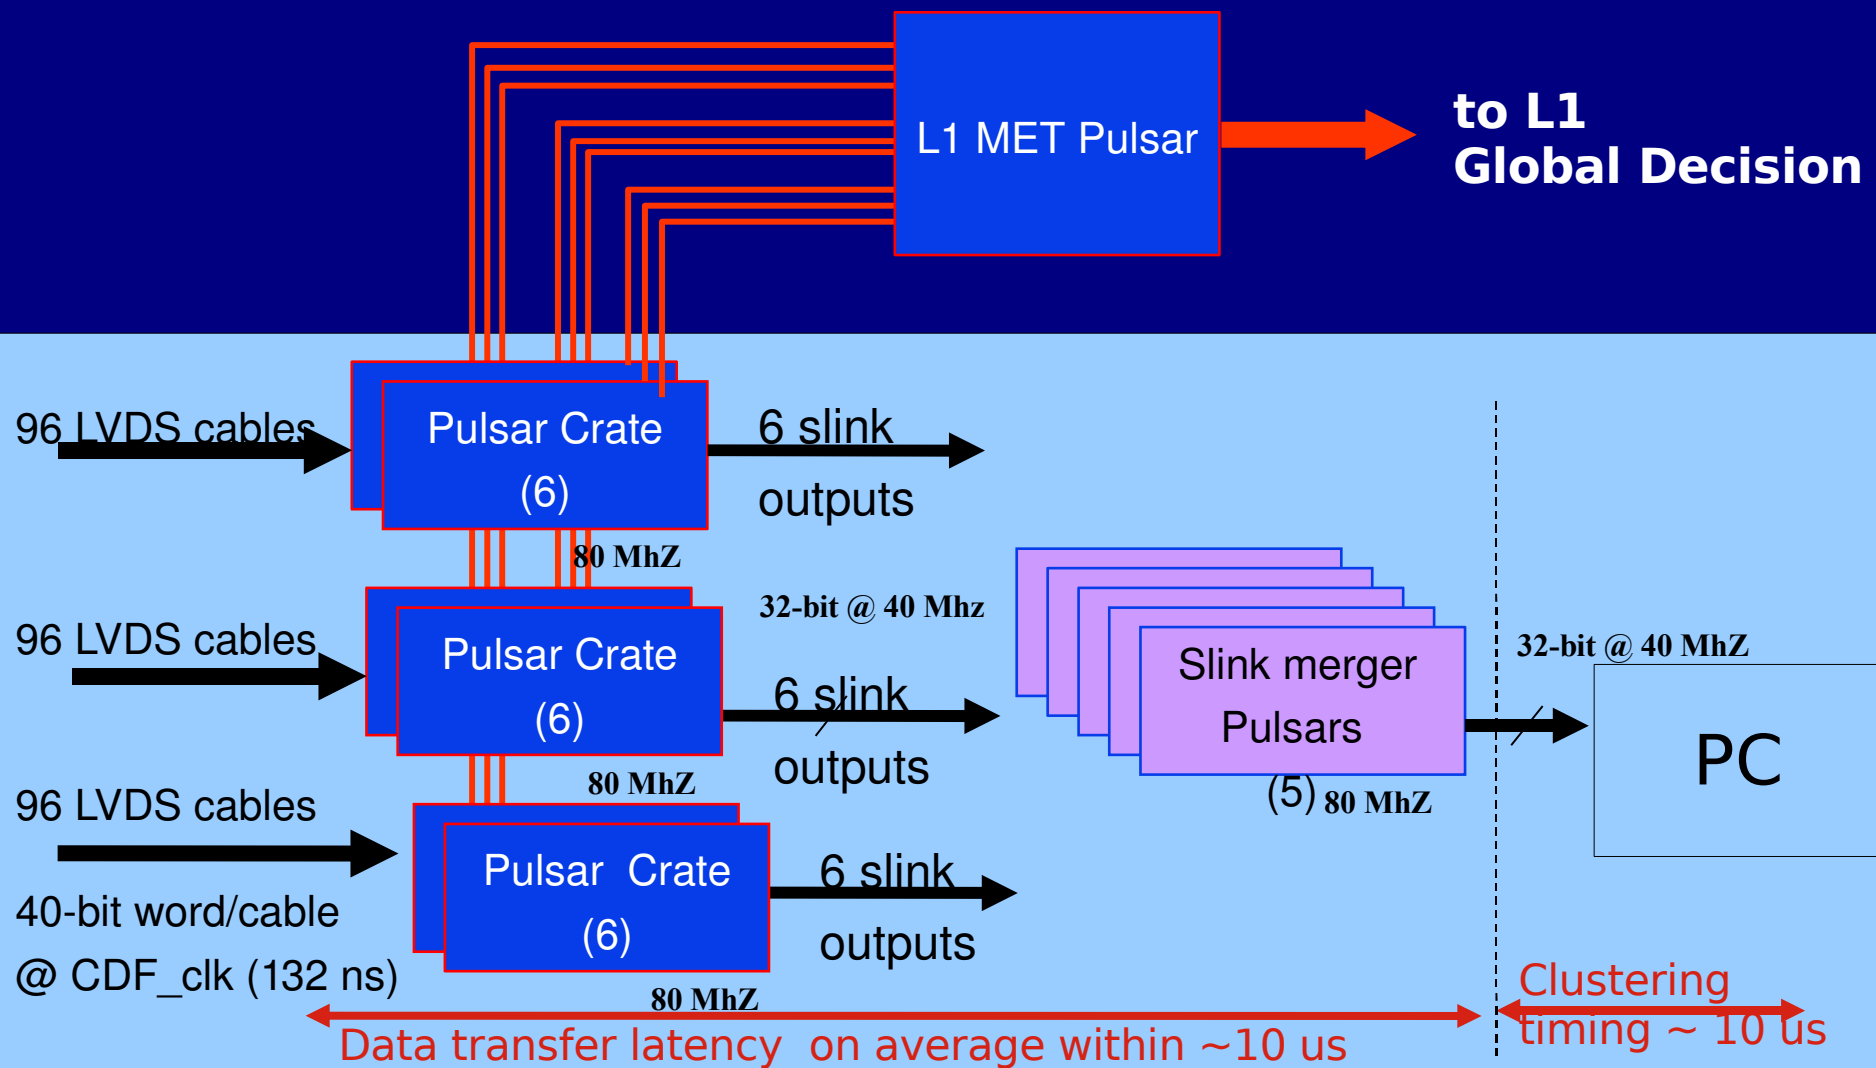 to L1
Global Decision
L1 MET Pulsar
96 LVDS cables
Pulsar Crate
(6)
6 slink
outputs
80 MhZ
32-bit @ 40 Mhz
96 LVDS cables
Pulsar Crate
(6)
6 slink
outputs
80 MhZ
Slink merger
Pulsars
(5)
80 MhZ
32-bit @ 40 MhZ
PC
96 LVDS cables
40-bit word/cable
@ CDF_clk (132 ns)
Pulsar  Crate
(6)
6 slink
outputs
80 MhZ
Data transfer latency  on average within ~10 us
Clustering
timing ~ 10 us